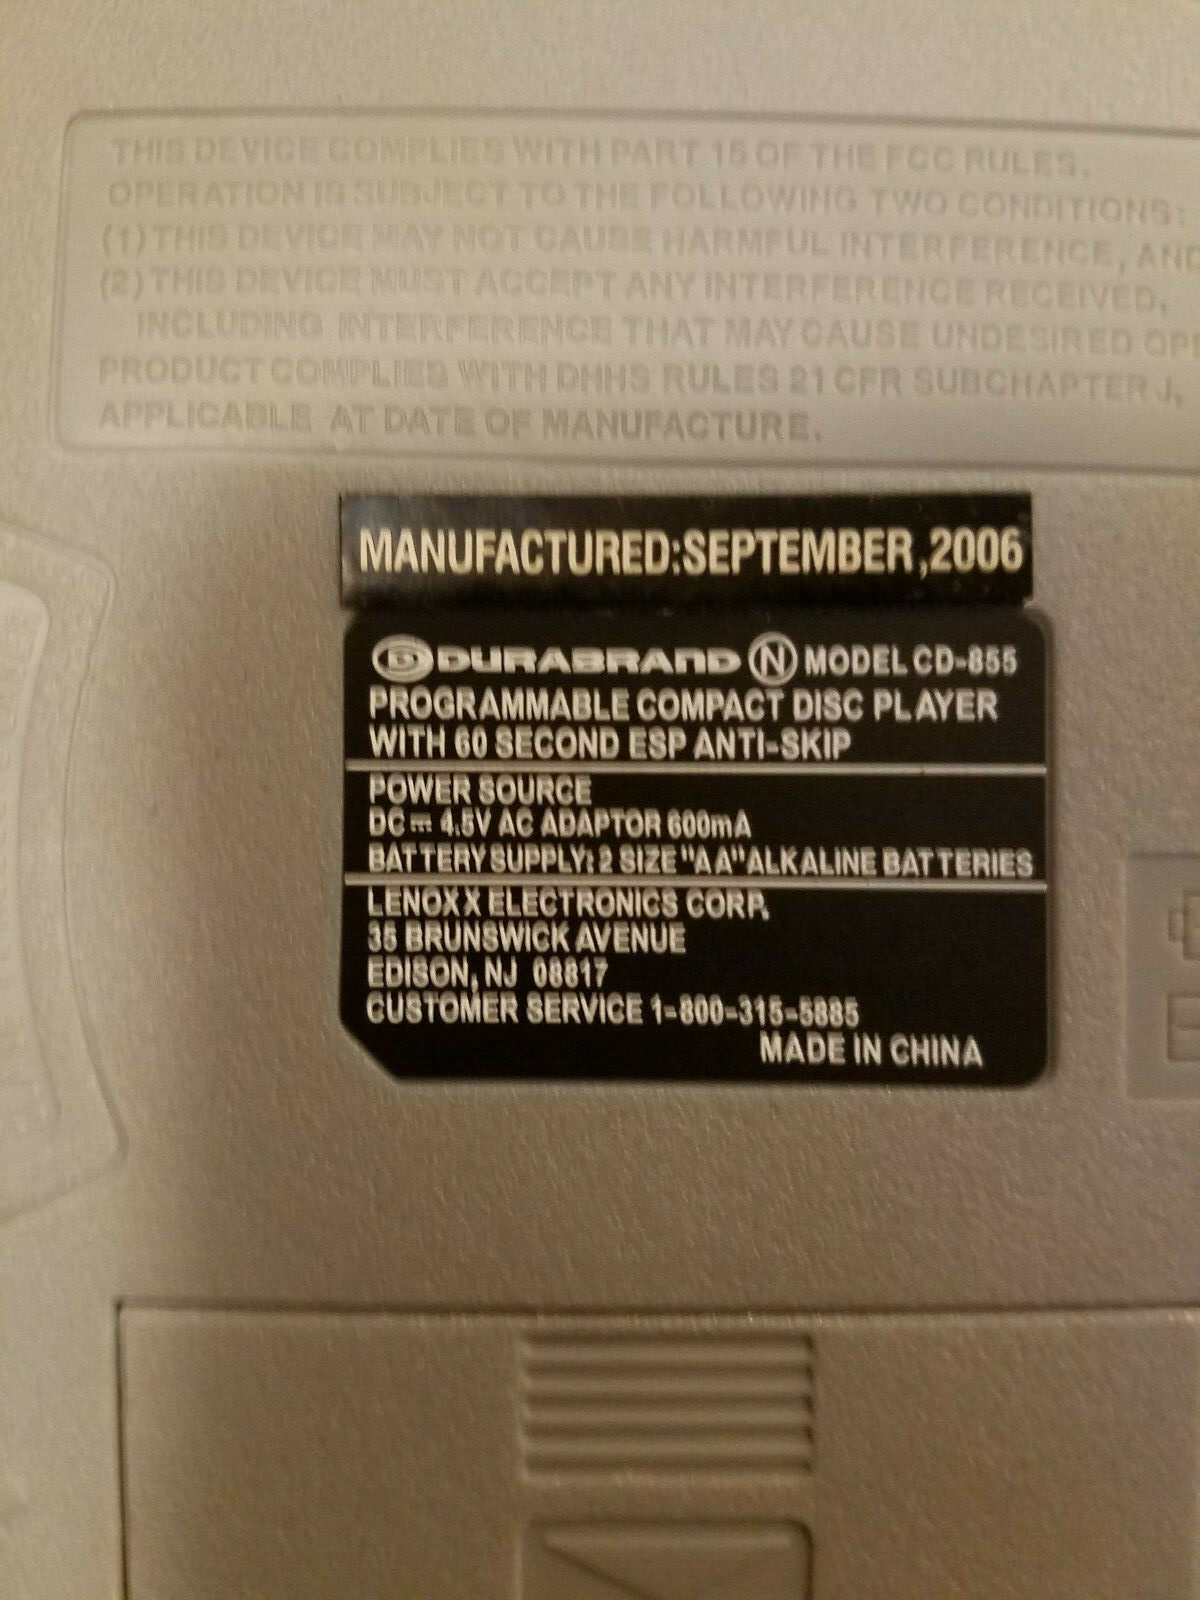 THIS DEVICE COMPLIES WITH PART 15 OF THE FCC RULES.
OPERATION IS SUBJECT TO THE FOLLOWING TWO CONDITIONS:
(1) THIS DEVICE MAY NOT CAUSE HARMFUL INTERFERENCE, AND
(2) THIS DEVICE MUST ACCEPT ANY INTERFERENCE RECEIVED,
INCLUDING INTERFERENCE THAT MAY CAUSE UNDESIRED
PRODUCT COMPLIES WITH DHHS RULES 21 CFR SUBCHAPTER J,
APPLICABLE AT DATE OF MANUFACTURE.
MANUFACTURED:SEPTEMBER,2006
DURABRAND N MODEL CD-855
PROGRAMMABLE COMPACT DISC PLAYER
WITH 60 SECOND ESP ANTI-SKIP
POWER SOURCE
DC ⎓ 4.5V AC ADAPTOR 600mA
BATTERY SUPPLY: 2 SIZE "AA" ALKALINE BATTERIES
LENOXX ELECTRONICS CORP.
35 BRUNSWICK AVENUE
EDISON, NJ 08817
CUSTOMER SERVICE 1-800-315-5885
MADE IN CHINA